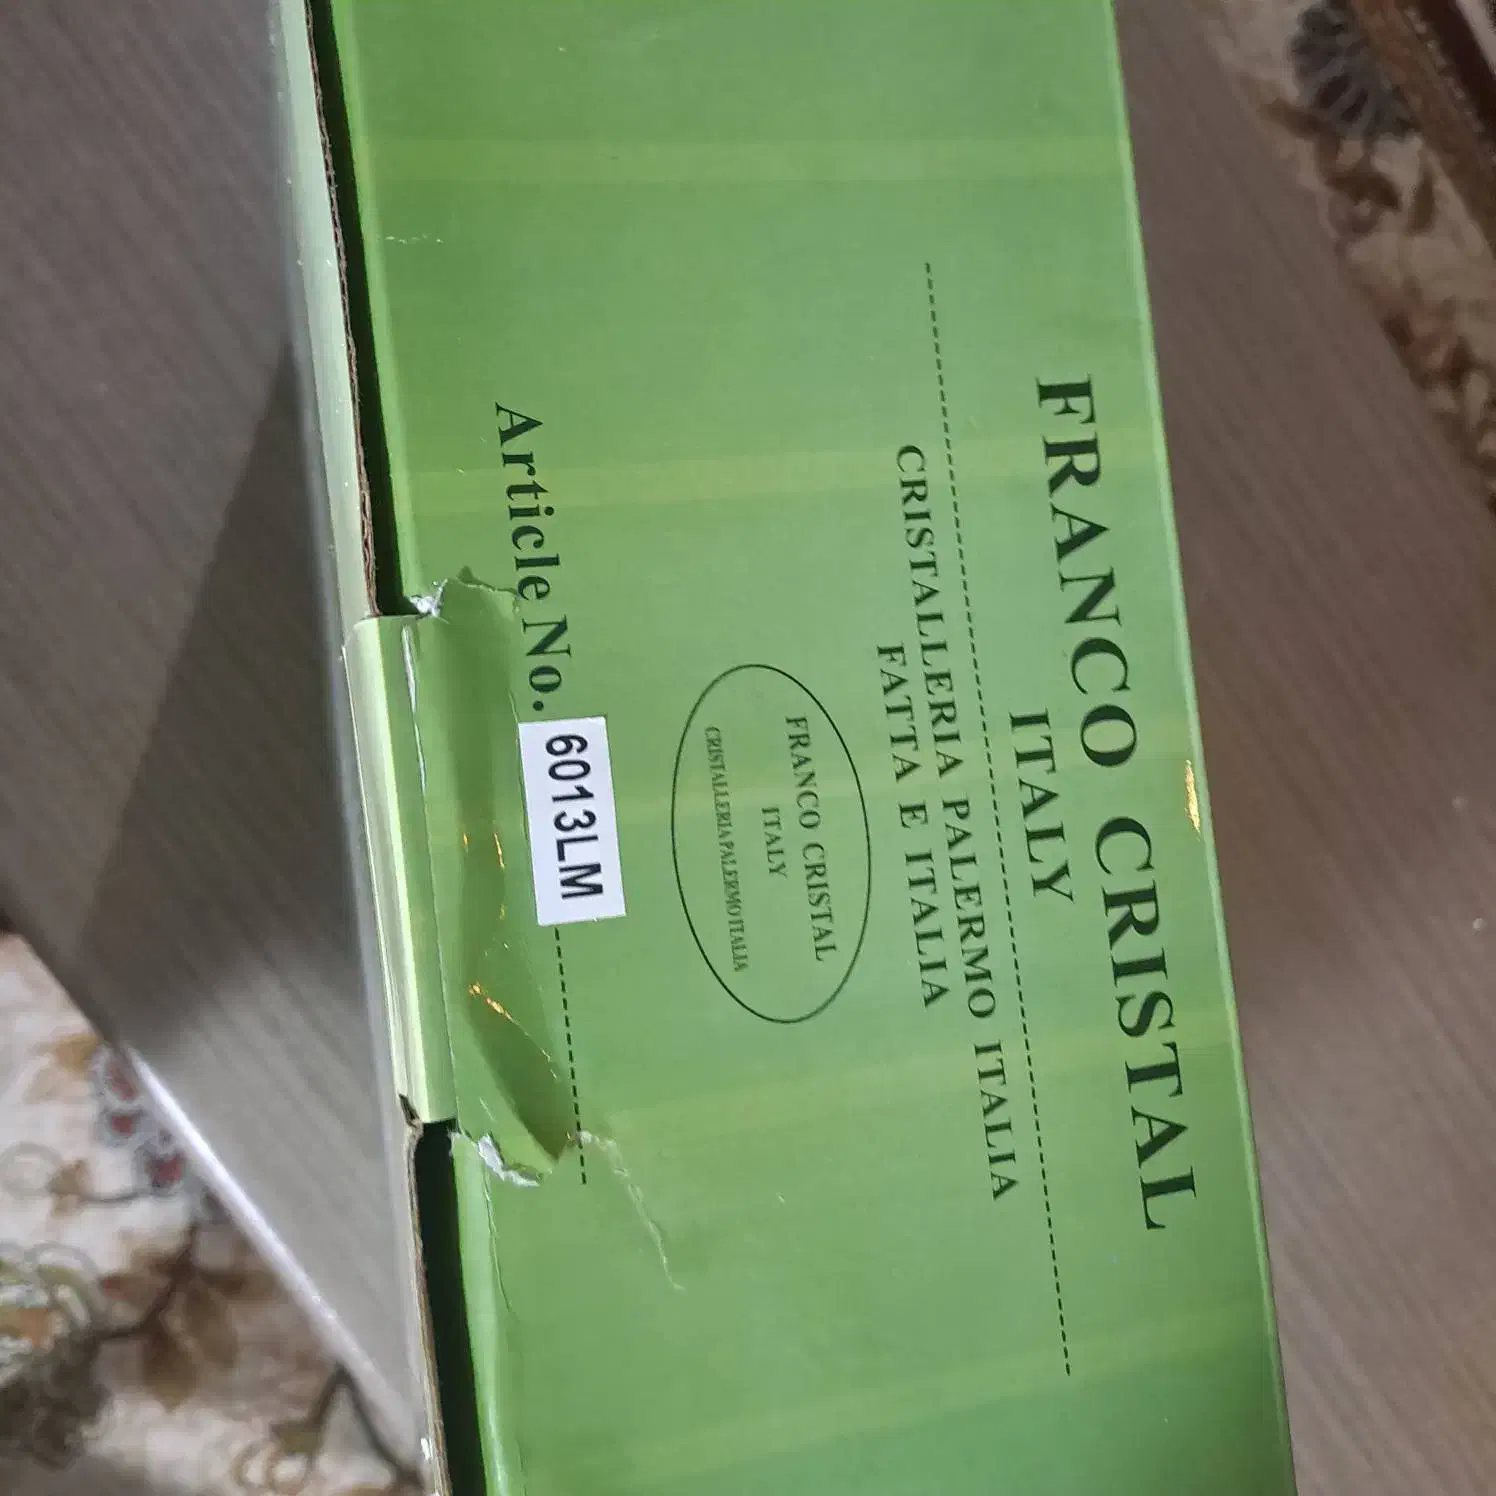 FRANCO CRISTAL
ITALY
CRISTALLERIA PALERMO ITALIA
FATTA E ITALIA
FRANCO CRISTAL
ITALY
CRISTALLERIA PALERMO ITALIA
Article No. 6013LM